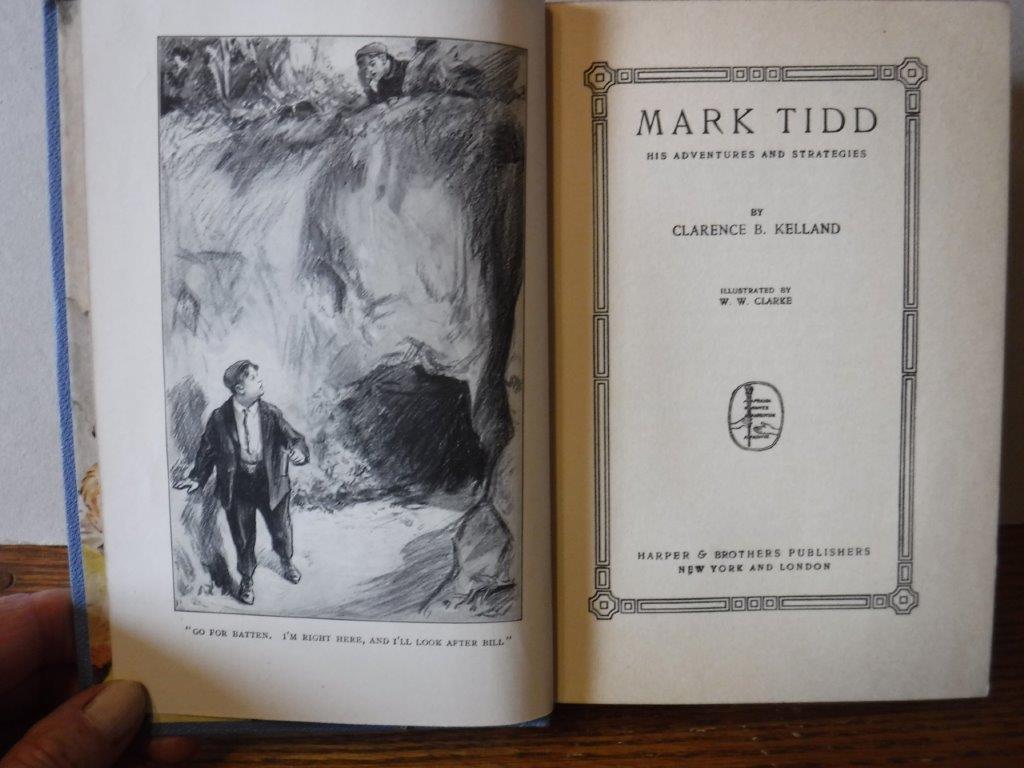 "GO FOR BATTEN. I'M RIGHT HERE, AND I'LL LOOK AFTER BILL"
MARK TIDD
HIS ADVENTURES AND STRATEGIES
BY
CLARENCE B. KELLAND
ILLUSTRATED BY
W. W. CLARKE
HARPER & BROTHERS PUBLISHERS
NEW YORK AND LONDON